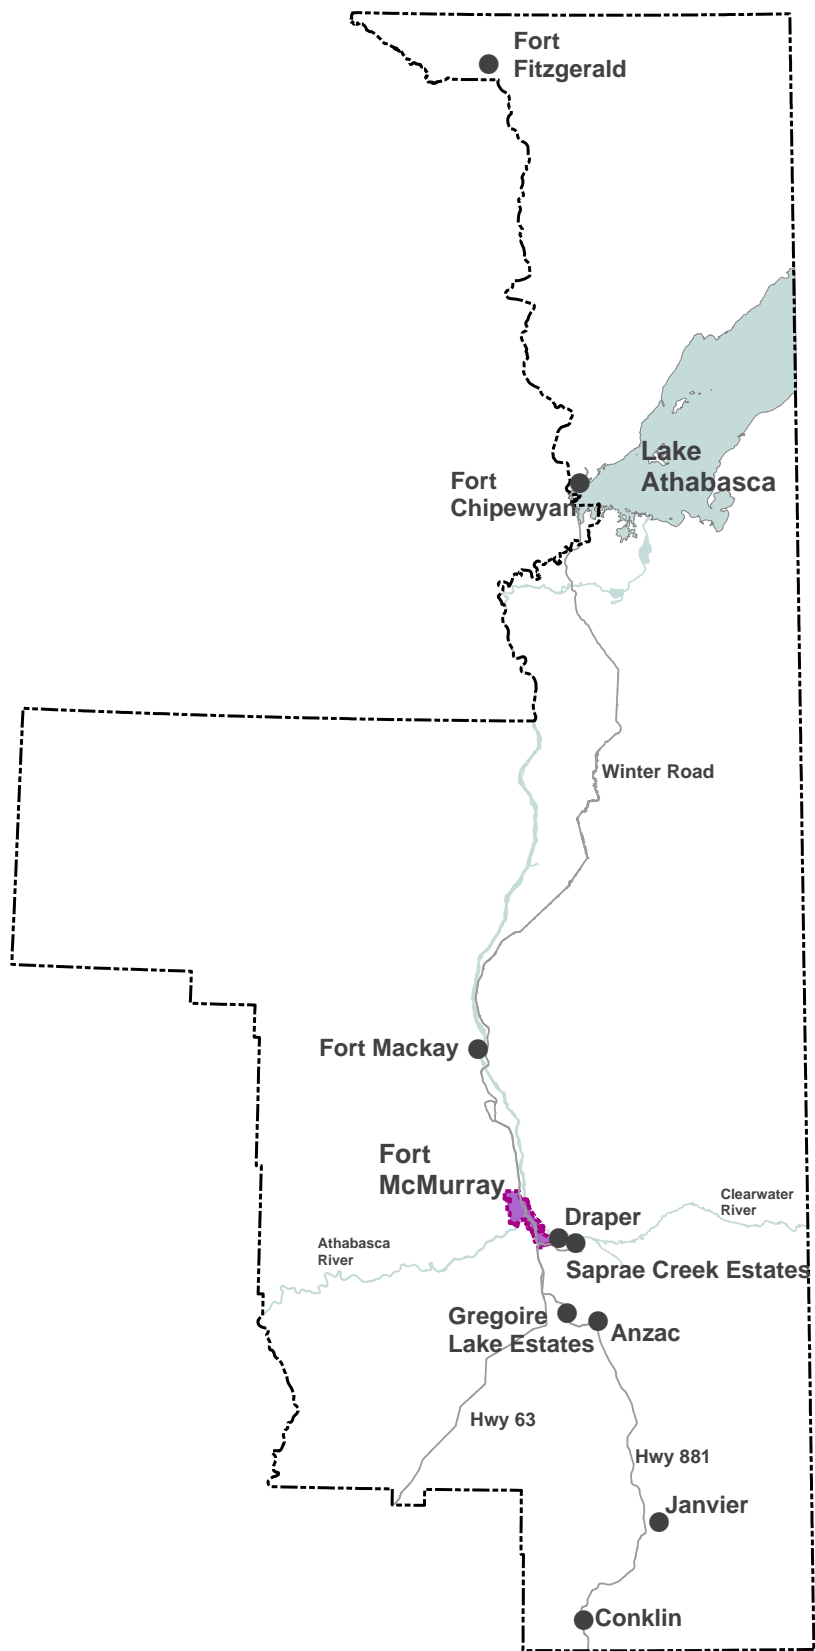 Fort
Fitzgerald
Lake
Athabasca
Fort
Chipewyan
Winter Road
Fort Mackay
Fort
McMurray
Clearwater
River
Draper
Athabasca
River
Saprae Creek Estates
Gregoire
Lake Estates
Anzac
Hwy 63
Hwy 881
Janvier
Conklin